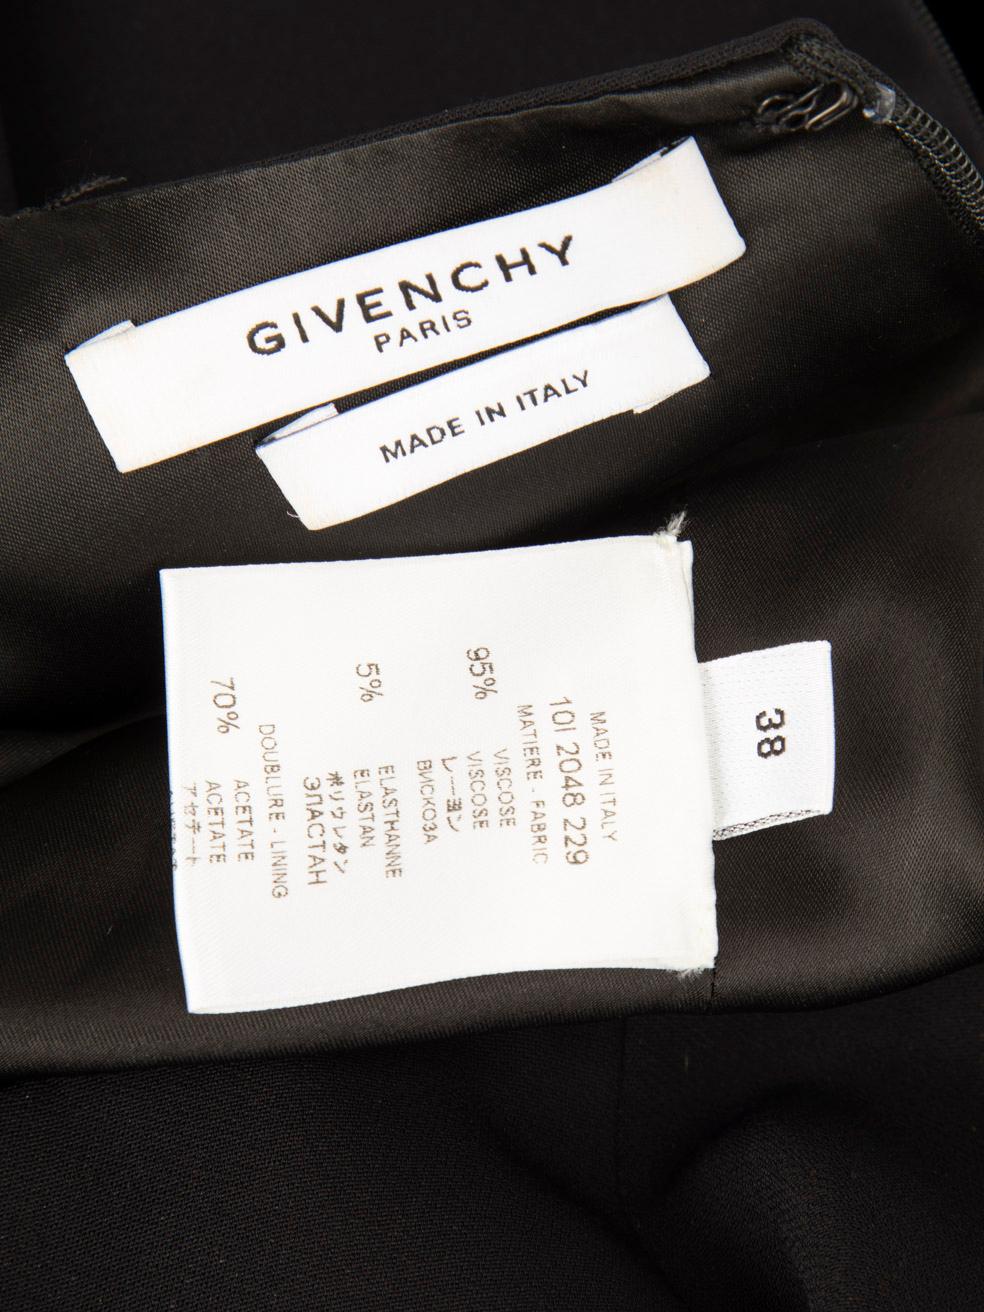 GIVENCHY
PARIS
MADE IN ITALY
38
MADE IN ITALY
10I 2048 229
MATIERE - FABRIC
VISCOSE
95% VISCOSE
レーヨン
ВИСКОЗА
ELASTHANNE
5% ELASTAN
ポリウレタン
ЭЛАСТАН
DOUBLURE - LINING
ACETATE
70% ACETATE
アセテート